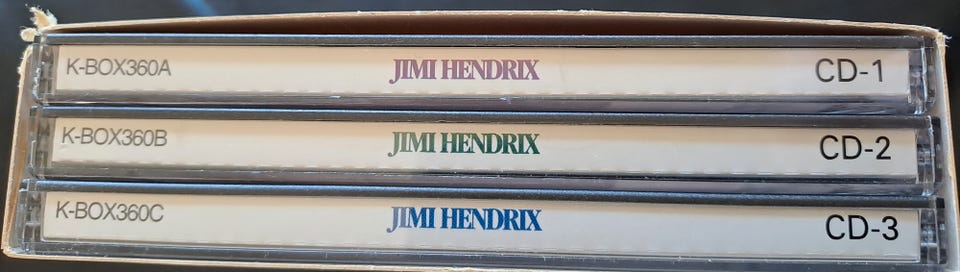 K-BOX360A JIMI HENDRIX CD-1
K-BOX360B JIMI HENDRIX CD-2
K-BOX360C JIMI HENDRIX CD-3